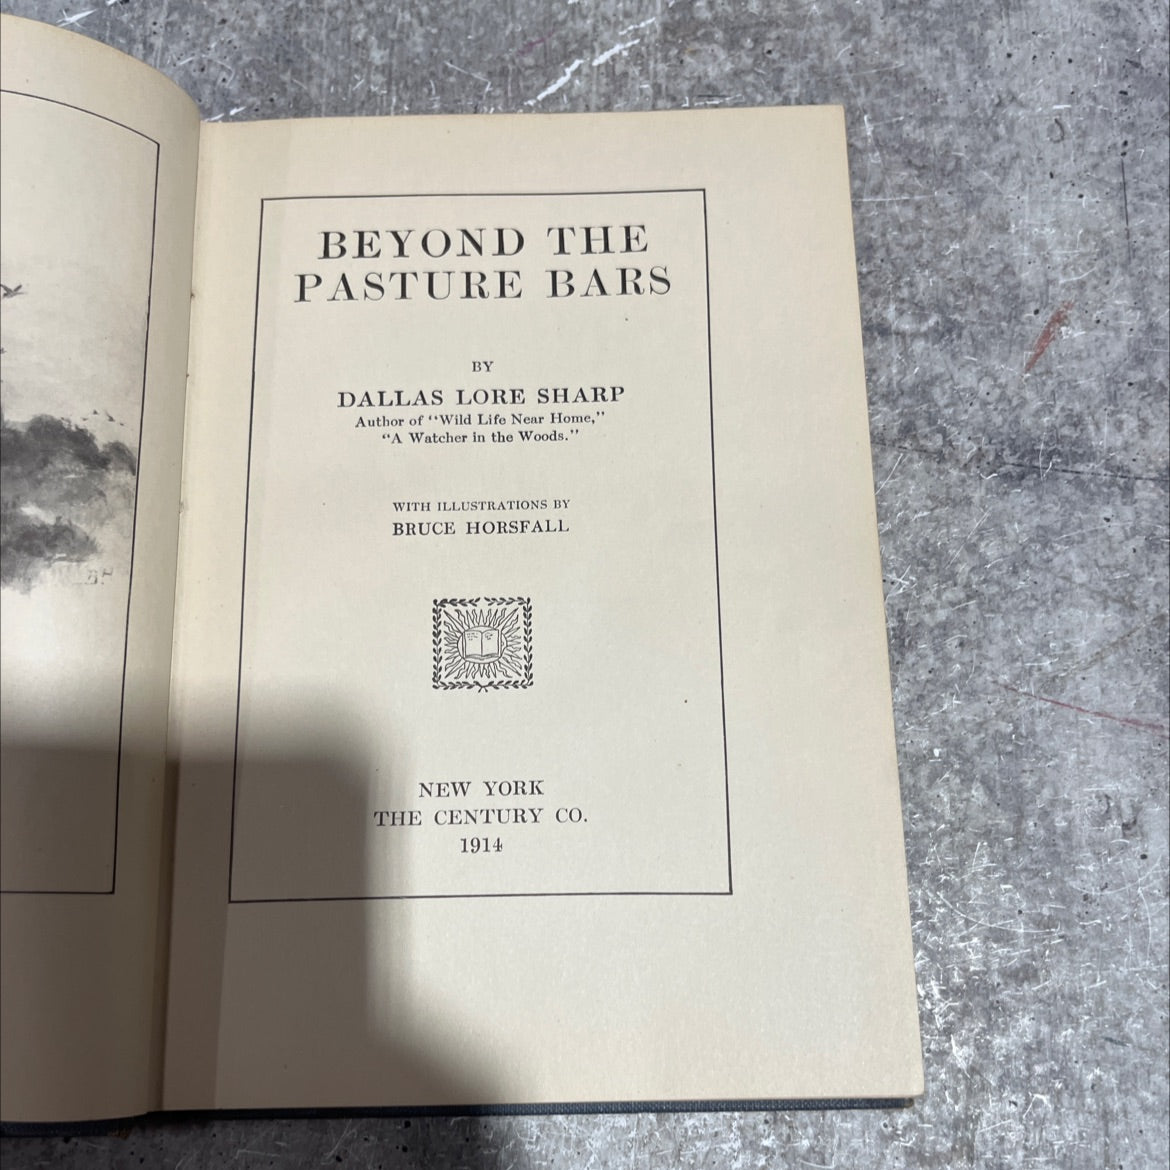 BEYOND THE
PASTURE BARS
BY
DALLAS LORE SHARP
Author of “Wild Life Near Home,”
“A Watcher in the Woods.”
WITH ILLUSTRATIONS BY
BRUCE HORSFALL
NEW YORK
THE CENTURY CO.
1914